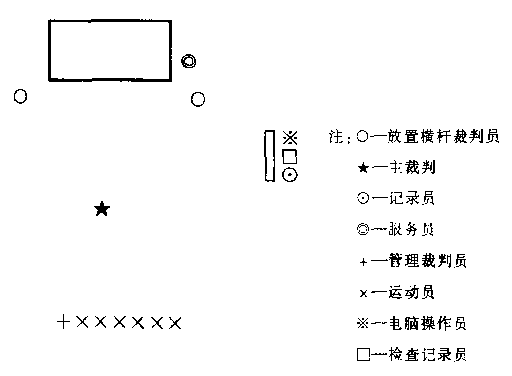 注:○—放置横杆裁判员
★—主裁判
⊙—记录员
◎—服务员
+—管理裁判员
×—运动员
※—电脑操作员
□—检查记录员